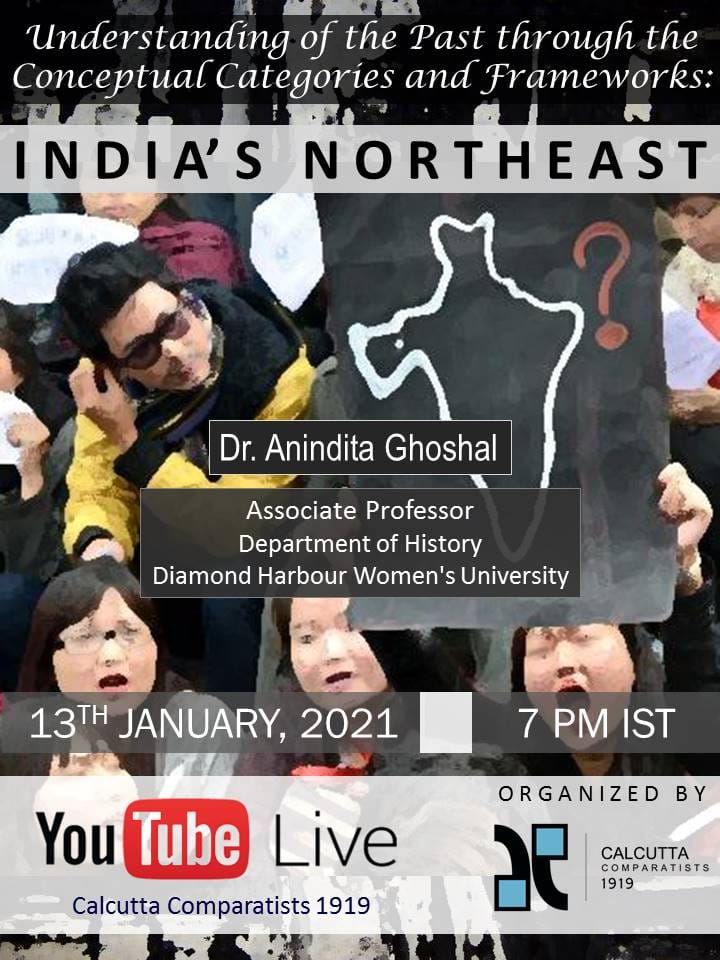 Understanding of the Past through the
Conceptual Categories and Frameworks:
INDIA'S NORTHEAST
?
Dr. Anindita Ghoshal
Associate Professor
Department of History
Diamond Harbour Women's University
13TH JANUARY, 2021
7 PM IST
ORGANIZED BY
YouTube Live
CALCUTTA
COMPARATISTS
1919
Calcutta Comparatists 1919